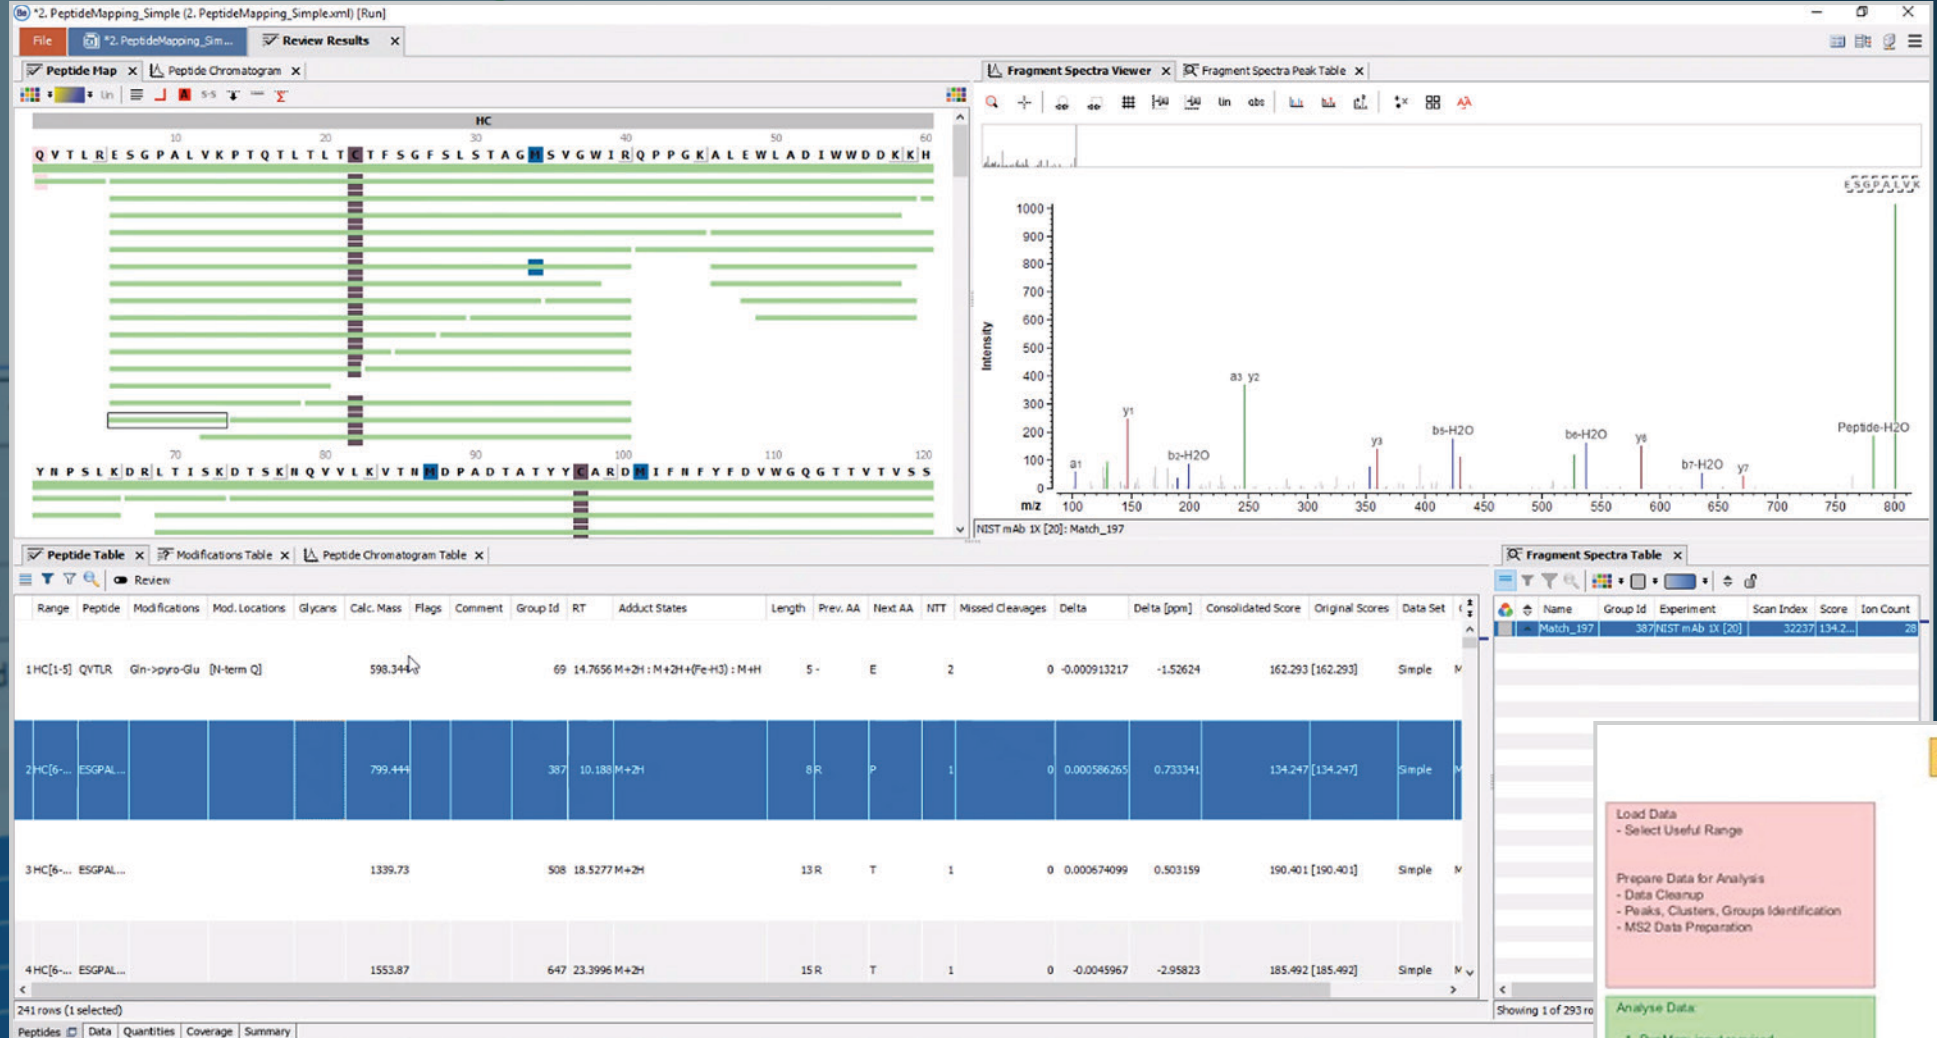 *2. PeptideMapping_Simple (2. PeptideMapping_Simple.xml) [Run]
File *2. PeptideMapping_Sim... Review Results
Peptide Map Peptide Chromatogram
Lin A S-S
HC
10 20 30 40 50 60
Q V T L R E S G P A L V K P T Q T L T L T C T F S G F S L S T A G M S V G W I R Q P P G K A L E W L A D I W W D D K K H
70 80 90 100 110 120
Y N P S L K D R L T I S K D T S K N Q V V L K V T N M D P A D T A T Y Y C A R D M I F N F Y F D V W G Q G T T V T V S S
Fragment Spectra Viewer Fragment Spectra Peak Table
lin abs
E S G P A L V K
Intensity
1000
900
800
700
600
500
400
300
200
100
0
a1 y1 b2-H2O a3 y2 y3 b5-H2O b6-H2O y6 b7-H2O y7 Peptide-H2O
m/z 100 150 200 250 300 350 400 450 500 550 600 650 700 750 800
NIST mAb 1X [20]: Match_197
Peptide Table Modifications Table Peptide Chromatogram Table
Review
Range Peptide Modifications Mod. Locations Glycans Calc. Mass Flags Comment Group Id RT Adduct States Length Prev. AA Next AA NTT Missed Cleavages Delta Delta [ppm] Consolidated Score Original Scores Data Set
1 HC[1-5] QVTLR Gln->pyro-Glu [N-term Q] 598.344 69 14.7656 M+2H : M+2H+(Fe-H3) : M+H 5 - E 2 0 -0.000913217 -1.52624 162.293 [162.293] Simple M
2 HC[6-... ESGPAL... 799.444 387 10.188 M+2H 8 R P 1 0 0.000586265 0.733341 134.247 [134.247] Simple M
3 HC[6-... ESGPAL... 1339.73 508 18.5277 M+2H 13 R T 1 0 0.000674099 0.503159 190.401 [190.401] Simple M
4 HC[6-... ESGPAL... 1553.87 647 23.3996 M+2H 15 R T 1 0 -0.0045967 -2.95823 185.492 [185.492] Simple M
241 rows (1 selected)
Peptides Data Quantities Coverage Summary
Fragment Spectra Table
Name Group Id Experiment Scan Index Score Ion Count
Match_197 387 NIST mAb 1X [20] 32237 134.2... 28
Showing 1 of 293 ro
Load Data
- Select Useful Range
Prepare Data for Analysis
- Data Cleanup
- Peaks, Clusters, Groups Identification
- MS2 Data Preparation
Analyse Data: